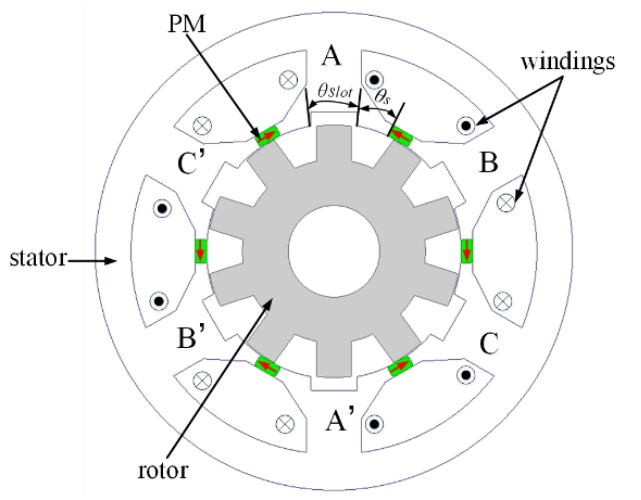 PM
A
windings
θslot
θs
C’
B
stator
B’
C
A’
rotor